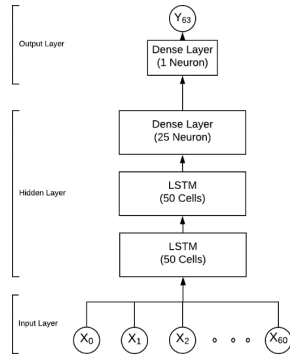 Y63
Output Layer
Dense Layer
(1 Neuron)
Dense Layer
(25 Neuron)
Hidden Layer
LSTM
(50 Cells)
LSTM
(50 Cells)
Input Layer
X0 X1 X2 X60